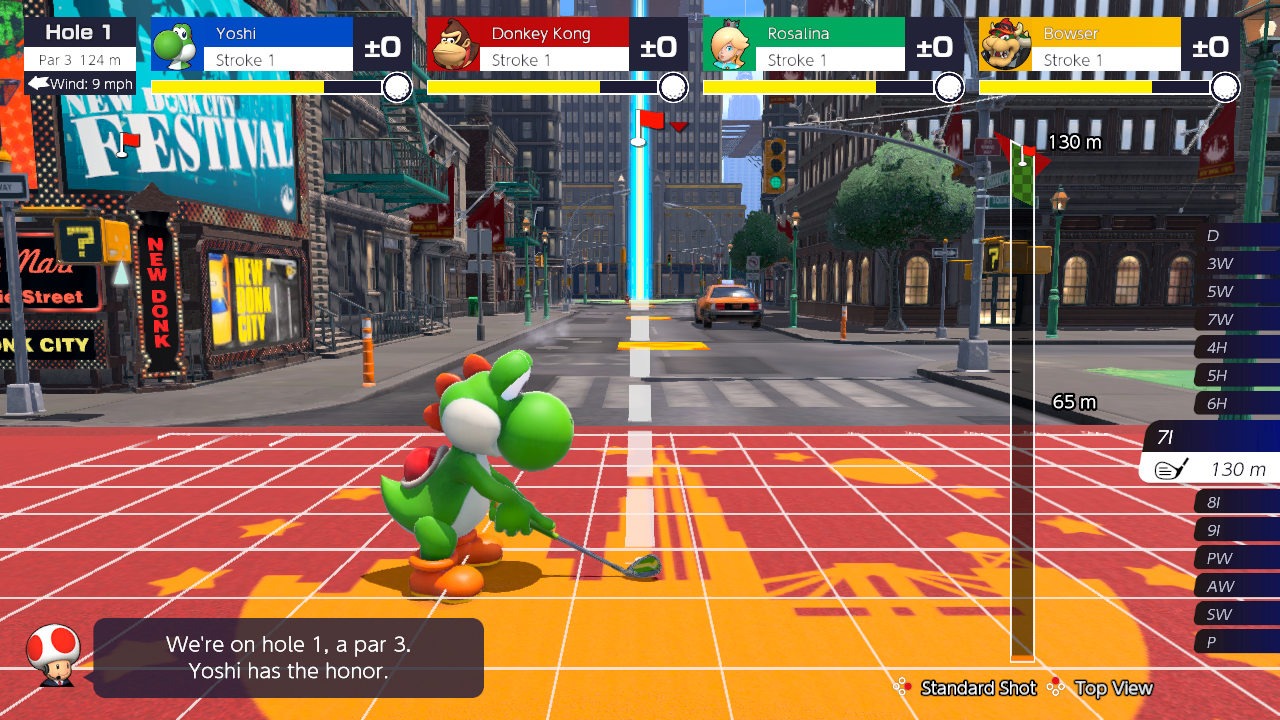 Hole 1
Par 3 124 m
Wind: 9 mph
Yoshi
Stroke 1
±0
Donkey Kong
Stroke 1
±0
Rosalina
Stroke 1
±0
Bowser
Stroke 1
±0
NEW DONK CITY
FESTIVAL
130 m
?
NEW DONK
NEW
DONK
CITY
Street
NK CITY
?
D
3W
5W
7W
4H
5H
6H
65 m
7I
130 m
8I
9I
PW
AW
SW
P
We're on hole 1, a par 3.
Yoshi has the honor.
Standard Shot
Top View